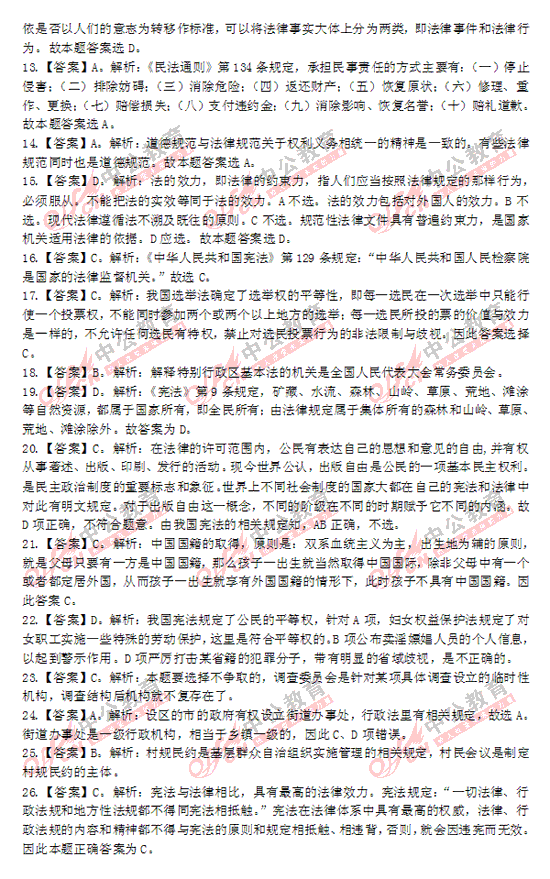 依是否以人们的意志为转移作标准，可以将法律事实大体上分为两类，即法律事件和法律行
为。故本题答案选 D。
13.【答案】A。解析：《民法通则》第 134 条规定，承担民事责任的方式主要有：（一）停止
侵害；（二）排除妨碍；（三）消除危险；（四）返还财产；（五）恢复原状；（六）修理、重
作、更换；（七）赔偿损失；（八）支付违约金；（九）消除影响、恢复名誉；（十）赔礼道歉。
故本题答案选 A。
14.【答案】A。解析：道德规范与法律规范关于权利义务相统一的精神是一致的。有些法律
规范同时也是道德规范。故本题答案选 A。
15.【答案】D。解析：法的效力，即法律的约束力，指人们应当按照法律规定的那样行为，
必须服从。不能把法的实效等同于法的效力。A 不选。法的效力包括对外国人的效力。B 不
选。现代法律遵循法不溯及既往的原则。C 不选。规范性法律文件具有普遍约束力，是国家
机关适用法律的依据。D 应选。故本题答案选 D。
16.【答案】C。解析：《中华人民共和国宪法》第 129 条规定：“中华人民共和国人民检察院
是国家的法律监督机关。”故选 C。
17.【答案】C。解析：我国选举法确定了选举权的平等性，即每一选民在一次选举中只能行
使一个投票权，不能同时参加两个或两个以上地方的选举；每一选民所投的票的价值与效力
是一样的，不允许任何选民有特权，禁止对选民投票行为的非法限制与歧视。因此答案选择
C。
18.【答案】B。解析：解释特别行政区基本法的机关是全国人民代表大会常务委员会。
19.【答案】D。解析：《宪法》第 9 条规定，矿藏、水流、森林、山岭、草原、荒地、滩涂
等自然资源，都属于国家所有，即全民所有；由法律规定属于集体所有的森林和山岭、草原、
荒地、滩涂除外。故答案为 D。
20.【答案】C。解析：在法律的许可范围内，公民有表达自己的思想和意见的自由，并有权
从事著述、出版、印刷、发行的活动。现今世界公认，出版自由是公民的一项基本民主权利。
是民主政治制度的重要标志和象征。世界上不同社会制度的国家大都在自己的宪法和法律中
对此有明文规定。对于出版自由这一概念，不同的阶级在不同的时期赋予它不同的内涵。故
D 项正确，不符合题意。由我国宪法的相关规定知，AB 正确，不选。
21.【答案】C。解析：中国国籍的取得，原则是：双系血统主义为主，出生地为辅的原则，
就是父母只要有一方是中国国籍，那么孩子一出生就当然取得中国国际。除非父母中有一个
或者都定居外国，从而孩子一出生就享有外国国籍的情形下，此时孩子不具有中国国籍。因
此答案 C。
22.【答案】D。解析：我国宪法规定了公民的平等权，针对 A 项，妇女权益保护法规定了对
女职工实施一些特殊的劳动保护，这里是符合平等权的。B 项公布卖淫嫖娼人员的个人信息，
以起到警示作用。D 项严厉打击某省籍的犯罪分子，带有明显的省域歧视，是不正确的。
23.【答案】C。解析：本题要选择不争取的，调查委员会是针对某项具体调查设立的临时性
机构，调查结构后机构就不复存在了。
24.【答案】A。解析：设区的市的政府有权设立街道办事处，行政法里有相关规定，故选 A。
街道办事处是一级行政机构，相当于乡镇一级的，因此 C、D 项错误。
25.【答案】B。解析：村规民约是基层群众自治组织实施管理的相关规定，村民会议是制定
村规民约的主体。
26.【答案】C。解析：宪法与法律相比，具有最高的法律效力。宪法规定：“一切法律、行
政法规和地方性法规都不得同宪法相抵触。”宪法在法律体系中具有最高的权威，法律、行
政法规的内容和精神都不得与宪法的原则和规定相抵触、相违背，否则，就会因违宪而无效。
因此本题正确答案为 C。